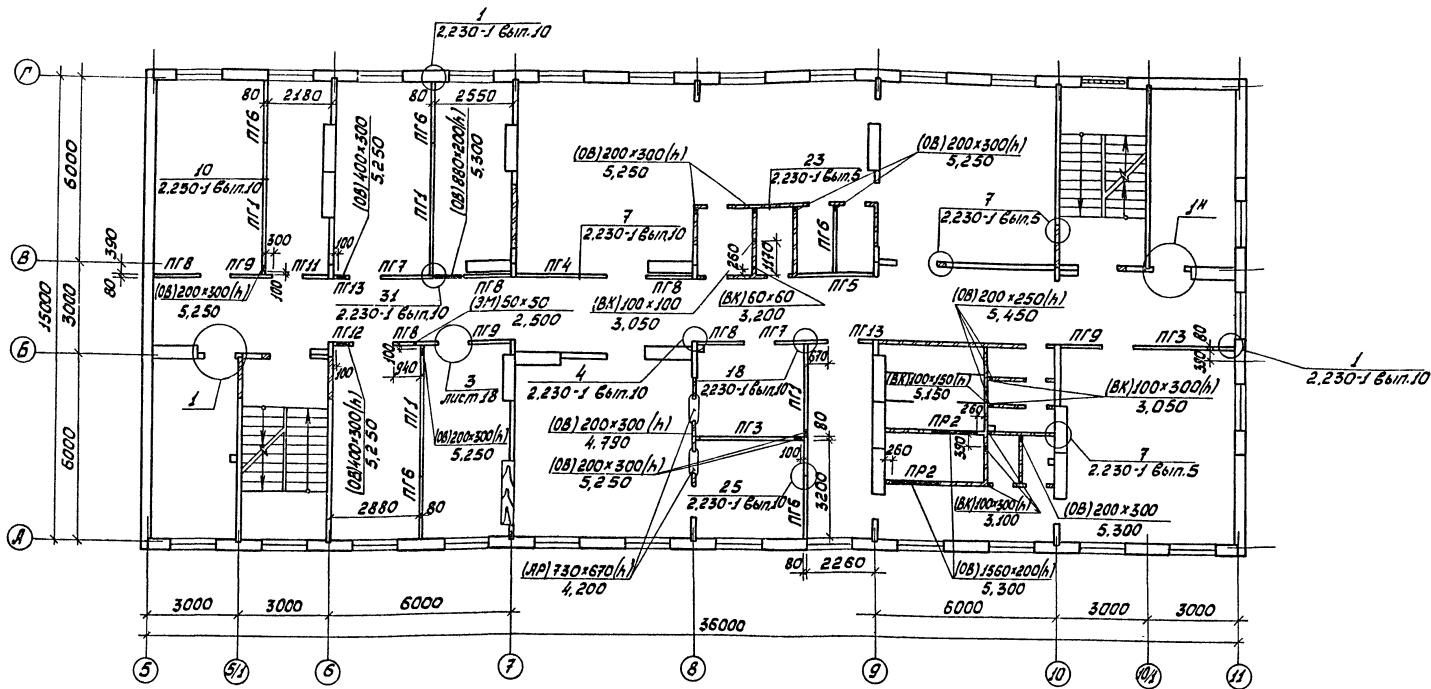 1
2.230-1 Вып.10
Г
80
2180
80
2550
ПГ6
ПГ6
(ОВ)400×300
5,250
(ОВ)880×200(h)
5,300
10
2.230-1 Вып.10
ПГ1
ПГ1
300
100
(ОВ)200×300(h)
5,250
23
2.230-1 Вып.5
(ОВ)200×300(h)
5,250
7
2.230-1 Вып.10
7
2.230-1 Вып.5
1н
6000
390
260
1170
ПГ6
В
ПГ8
ПГ9
ПГ11
ПГ13
ПГ7
ПГ8
ПГ4
ПГ8
ПГ5
80
100
(ОВ)200×300(h)
5,250
31
2.230-1 Вып.10
(ЭМ)50×50
2,500
(ВК)100×100
3,050
(ВК)60×60
3,200
(ОВ)200×250(h)
5,450
15000
3000
ПГ12
ПГ8
ПГ9
ПГ8
ПГ7
ПГ13
ПГ9
ПГ3
80
380
Б
100
100
940
670
1
3
лист 18
4
2.230-1 Вып.10
18
2.230-1 Вып.10
(ВК)100×150(h)
5,150
(ВК)100×300(h)
3,050
1
2.230-1 Вып.10
6000
(ОВ)400×300(h)
5,250
ПГ1
ПГ6
(ОВ)200×300(h)
5,250
(ОВ)200×300(h)
4,790
(ОВ)200×300(h)
5,250
ПГ3
ПГ1
80
100
25
2.230-1 Вып.10
ПГ6
3200
260
ПР2
390
260
ПР2
7
2.230-1 Вып.5
(ВК)100×300(h)
3,100
(ОВ)200×300
5,300
2880
80
А
(ЯР)730×670(h)
4,200
80
2260
(ОВ)1560×200(h)
5,300
3000
3000
6000
6000
3000
3000
36000
5
5/1
6
7
8
9
10
10/1
11